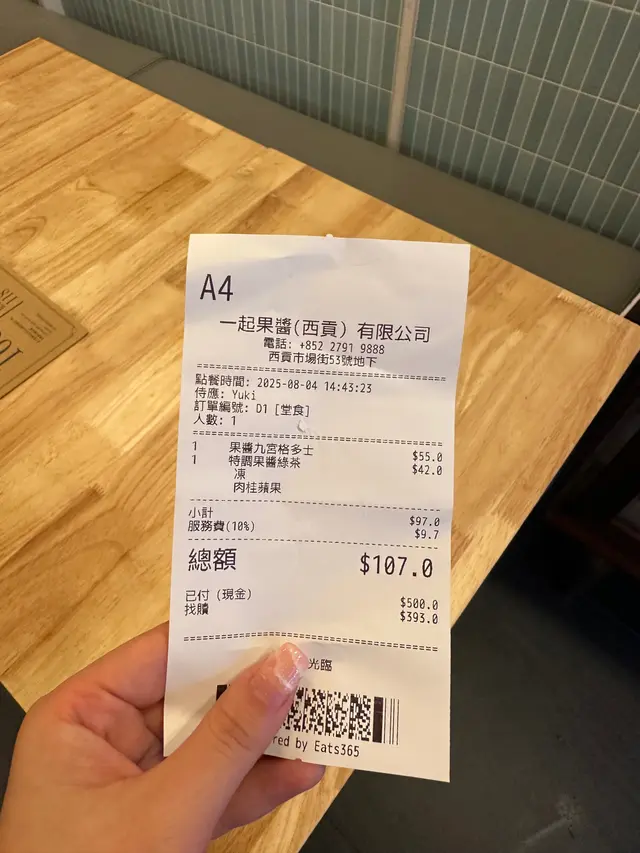 A4
一起果醬(西貢) 有限公司
電話: +852 2791 9888
西貢市場街53號地下
點餐時間: 2025-08-04 14:43:23
侍應: Yuki
訂單編號: D1 [堂食]
人數: 1
1 果醬九宮格多士 $55.0
1 特調果醬綠茶 $42.0
凍
肉桂蘋果
小計 $97.0
服務費(10%) $9.7
總額 $107.0
已付 (現金) $500.0
找贖 $393.0
光臨
red by Eats365